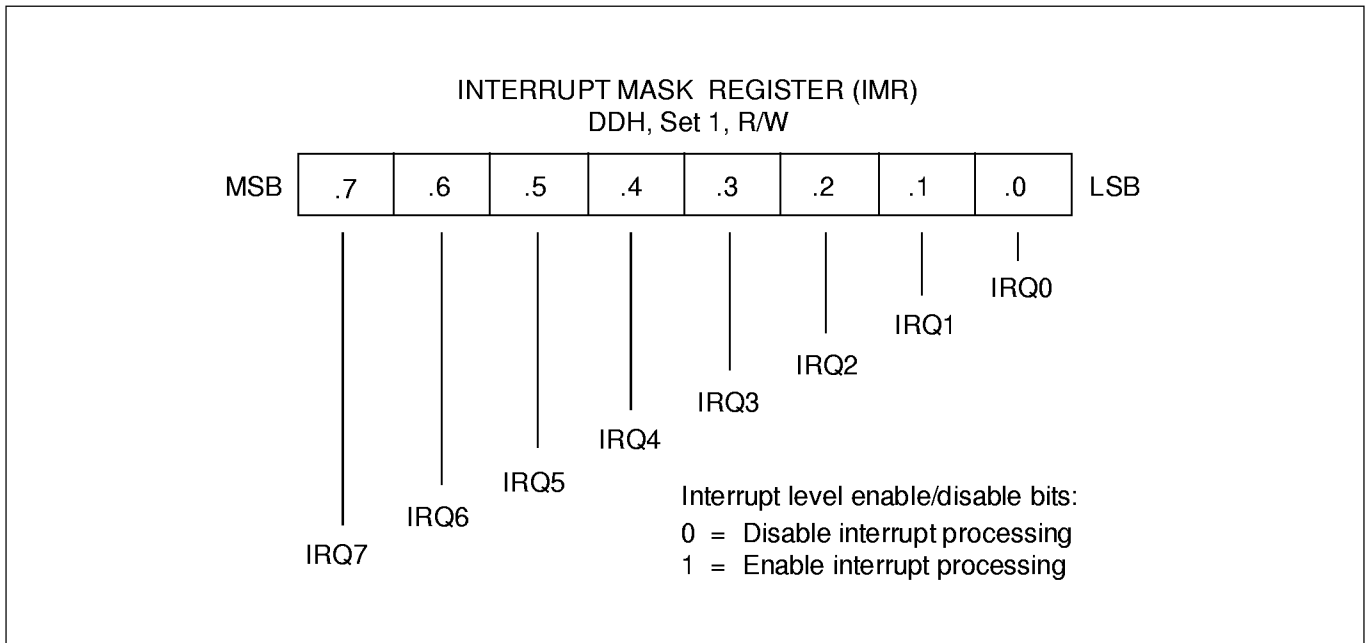 INTERRUPT MASK REGISTER (IMR)
DDH, Set 1, R/W
MSB .7 .6 .5 .4 .3 .2 .1 .0 LSB
IRQ0
IRQ1
IRQ2
IRQ3
IRQ4
IRQ5
IRQ6
IRQ7
Interrupt level enable/disable bits:
0 = Disable interrupt processing
1 = Enable interrupt processing